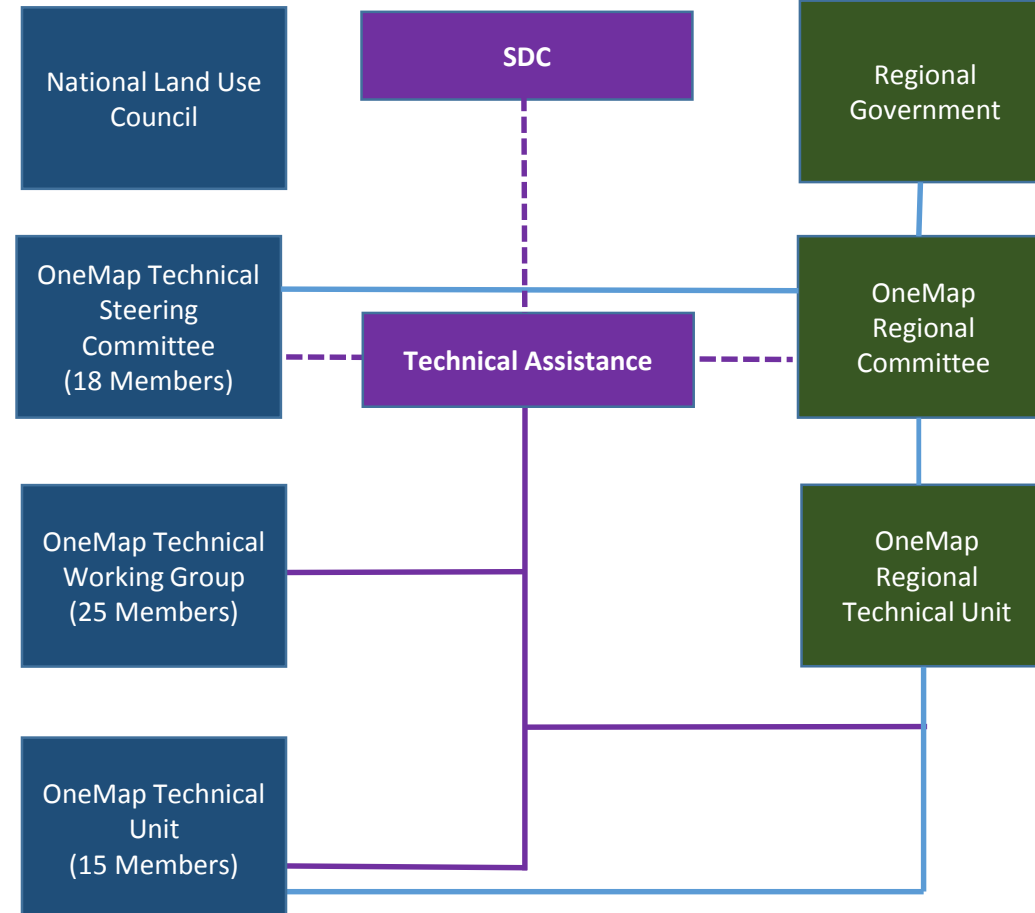 National Land Use
Council
SDC
Regional
Government
OneMap Technical
Steering
Committee
(18 Members)
Technical Assistance
OneMap
Regional
Committee
OneMap Technical
Working Group
(25 Members)
OneMap
Regional
Technical Unit
OneMap Technical
Unit
(15 Members)